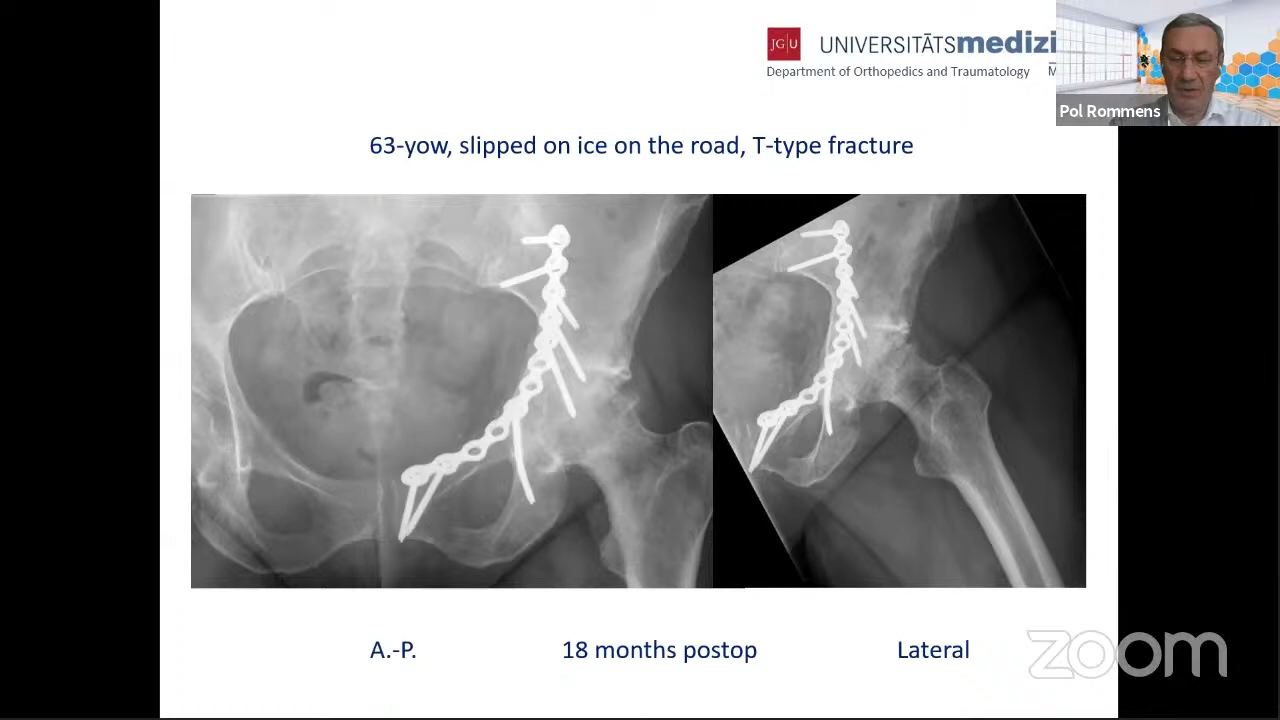 JG|U UNIVERSITÄTSmedizi
Department of Orthopedics and Traumatology M
Pol Rommens
63-yow, slipped on ice on the road, T-type fracture
A.-P. 18 months postop Lateral
zoom